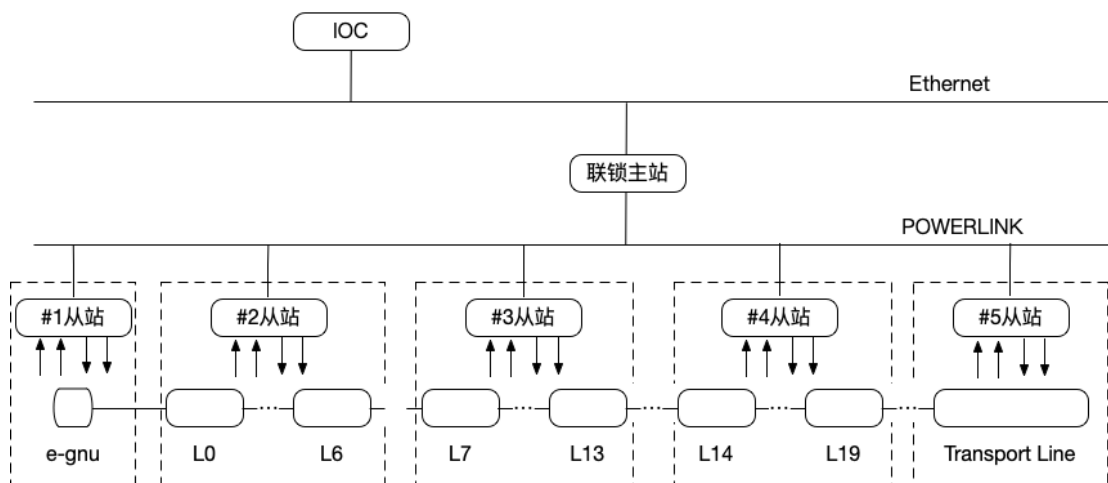 IOC
Ethernet
联锁主站
POWERLINK
#1从站
#2从站
#3从站
#4从站
#5从站
e-gnu
L0
L6
L7
L13
L14
L19
Transport Line